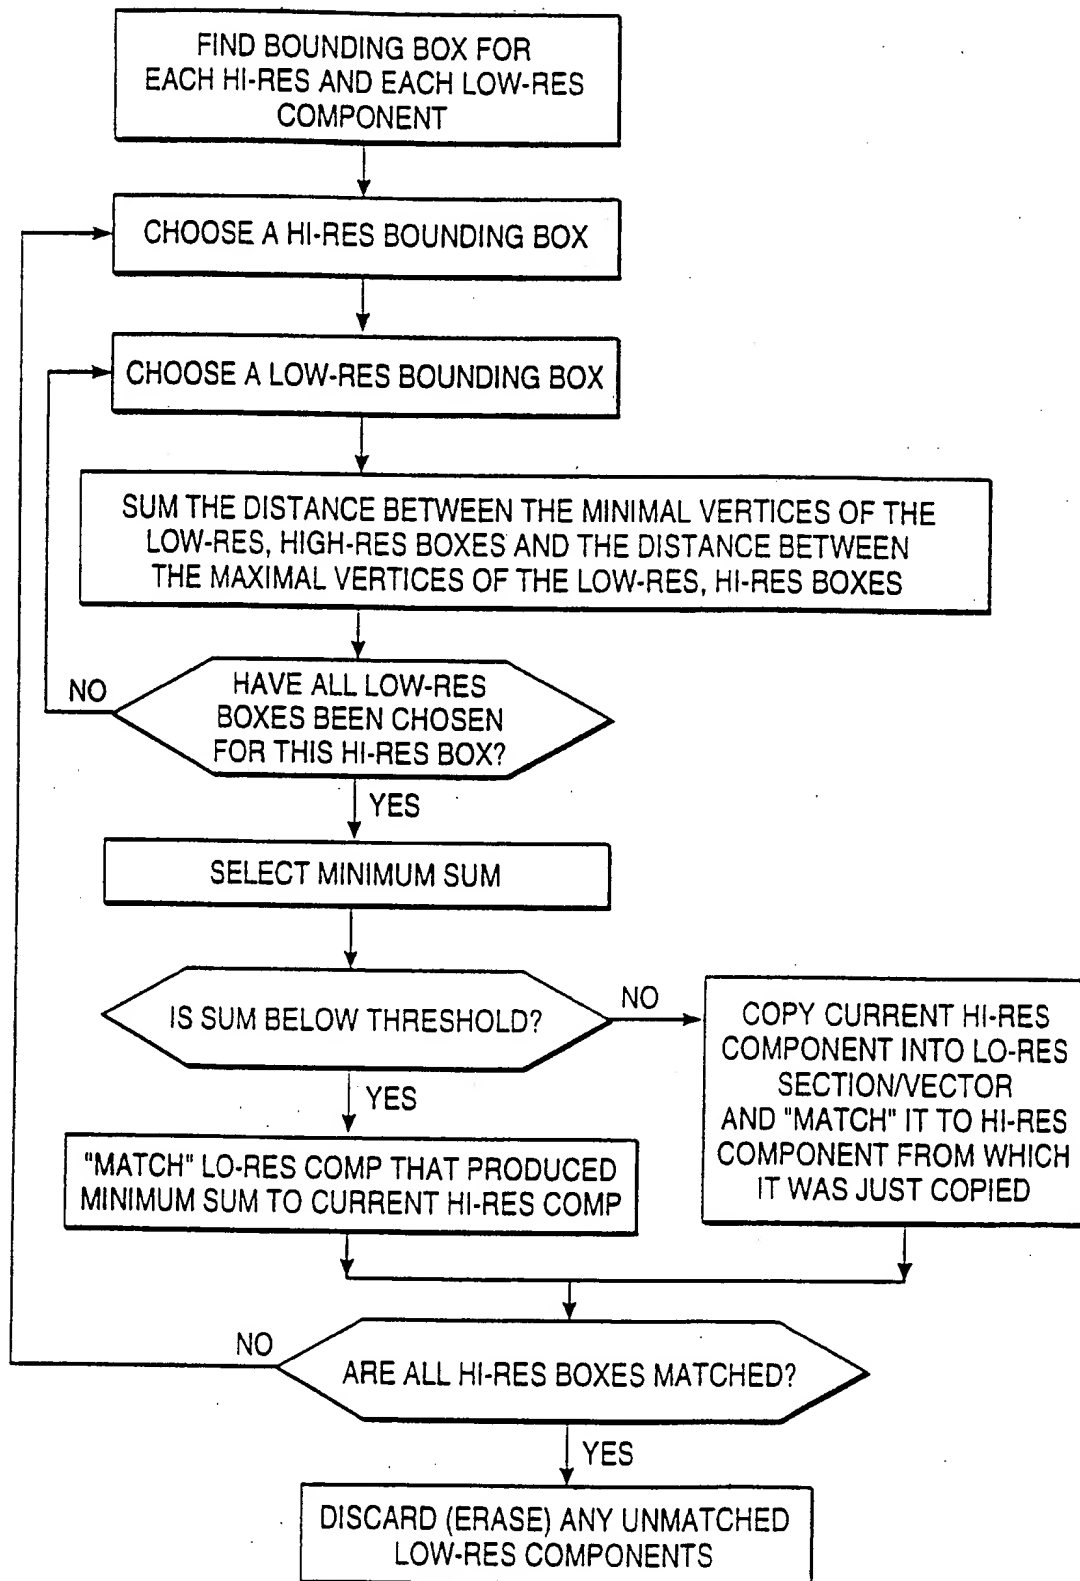 FIND BOUNDING BOX FOR
EACH HI-RES AND EACH LOW-RES
COMPONENT
CHOOSE A HI-RES BOUNDING BOX
CHOOSE A LOW-RES BOUNDING BOX
SUM THE DISTANCE BETWEEN THE MINIMAL VERTICES OF THE
LOW-RES, HIGH-RES BOXES AND THE DISTANCE BETWEEN
THE MAXIMAL VERTICES OF THE LOW-RES, HI-RES BOXES
NO
HAVE ALL LOW-RES
BOXES BEEN CHOSEN
FOR THIS HI-RES BOX?
YES
SELECT MINIMUM SUM
IS SUM BELOW THRESHOLD?
NO
YES
COPY CURRENT HI-RES
COMPONENT INTO LO-RES
SECTION/VECTOR
AND "MATCH" IT TO HI-RES
COMPONENT FROM WHICH
IT WAS JUST COPIED
"MATCH" LO-RES COMP THAT PRODUCED
MINIMUM SUM TO CURRENT HI-RES COMP
NO
ARE ALL HI-RES BOXES MATCHED?
YES
DISCARD (ERASE) ANY UNMATCHED
LOW-RES COMPONENTS